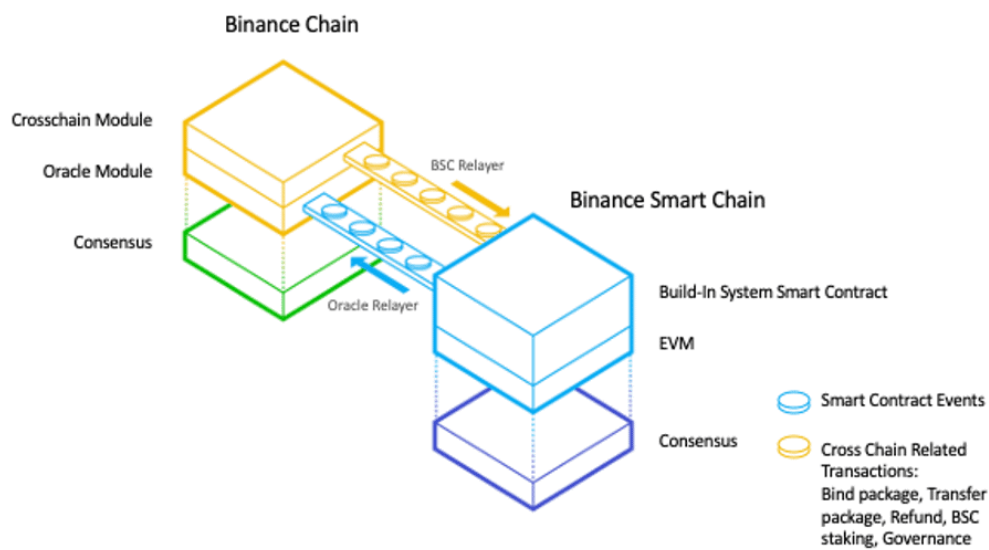 Binance Chain
Crosschain Module
Oracle Module
Consensus
BSC Relayer
Oracle Relayer
Binance Smart Chain
Build-In System Smart Contract
EVM
Consensus
Smart Contract Events
Cross Chain Related
Transactions:
Bind package, Transfer
package, Refund, BSC
staking, Governance